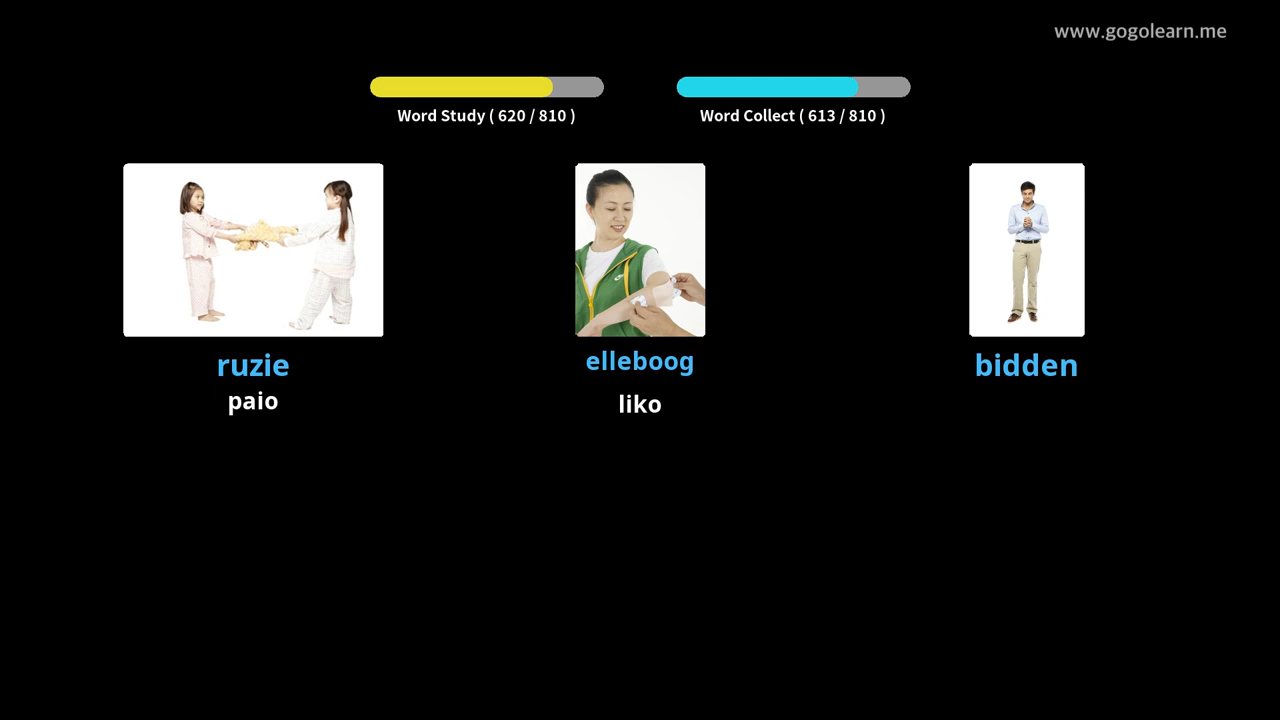 www.gogolearn.me
Word Study ( 620 / 810 )
Word Collect ( 613 / 810 )
ruzie
elleboog
bidden
paio
liko